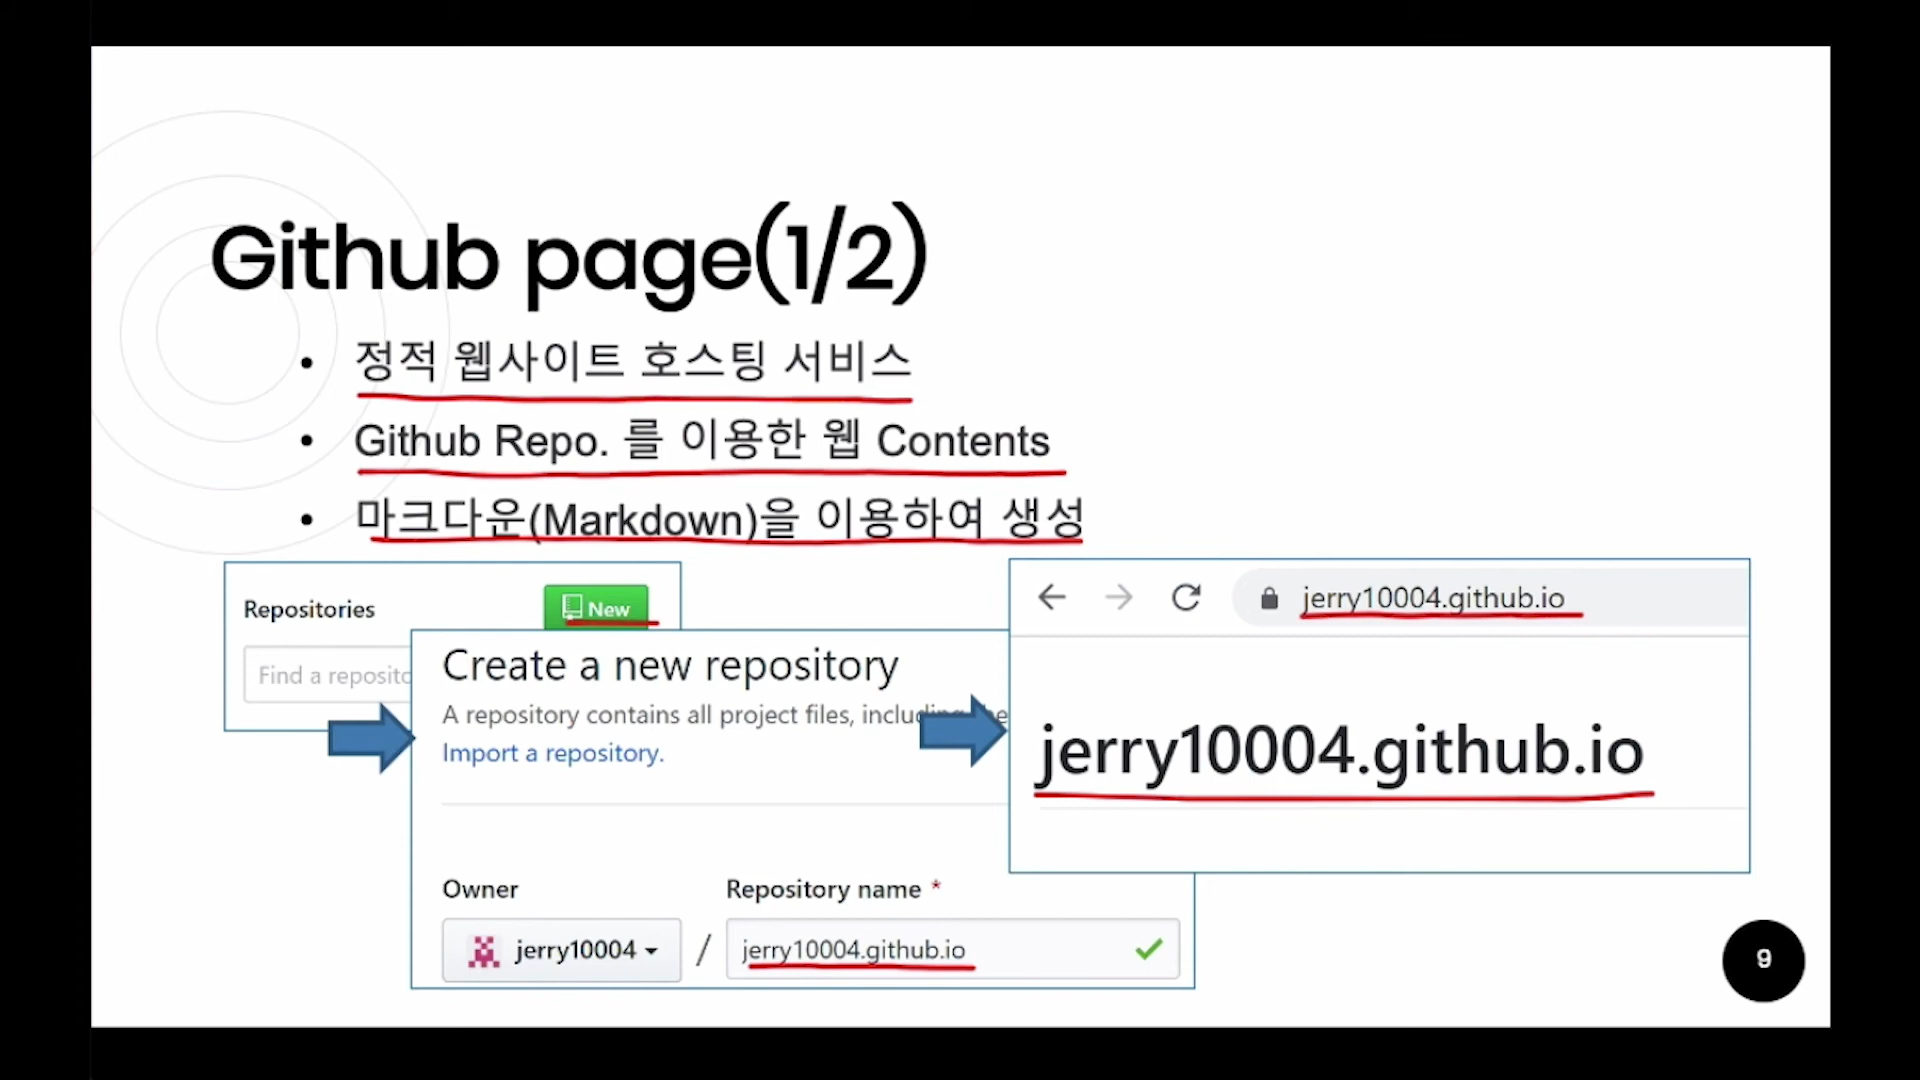 Github page(1/2)
• 정적 웹사이트 호스팅 서비스
• Github Repo. 를 이용한 웹 Contents
• 마크다운(Markdown)을 이용하여 생성
Repositories
New
Find a reposito
Create a new repository
A repository contains all project files, including
Import a repository.
Owner
Repository name *
jerry10004
/
jerry10004.github.io
jerry10004.github.io
jerry10004.github.io
9